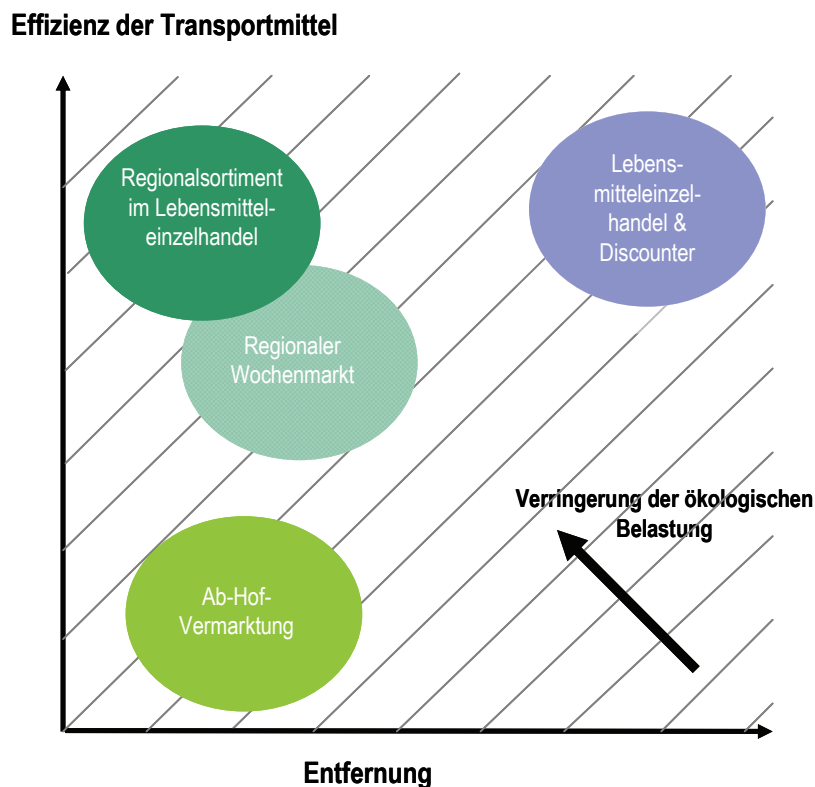 Effizienz der Transportmittel
Regionalsortiment
im Lebensmittel-
einzelhandel
Lebens-
mitteleinzel-
handel &
Discounter
Regionaler
Wochenmarkt
Verringerung der ökologischen
Belastung
Ab-Hof-
Vermarktung
Entfernung